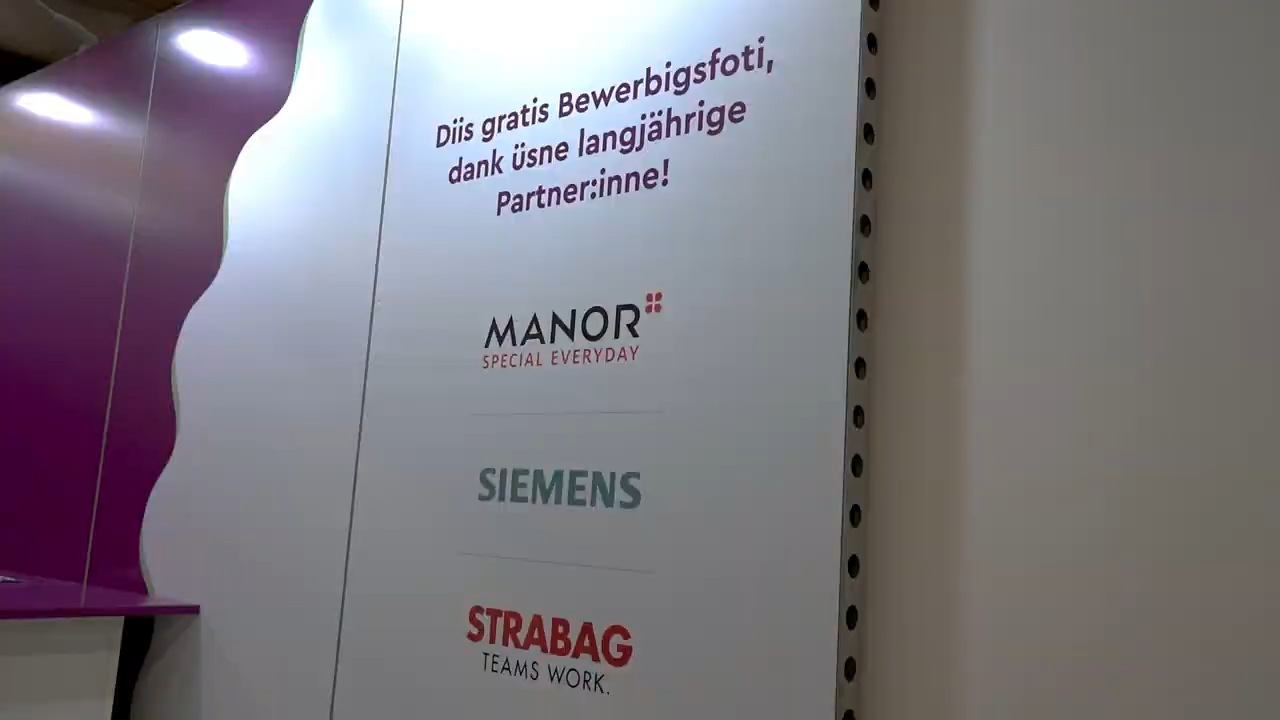 Diis gratis Bewerbigsfoti,
dank üsne langjährige
Partner:inne!
MANOR
SPECIAL EVERYDAY
SIEMENS
STRABAG
TEAMS WORK.